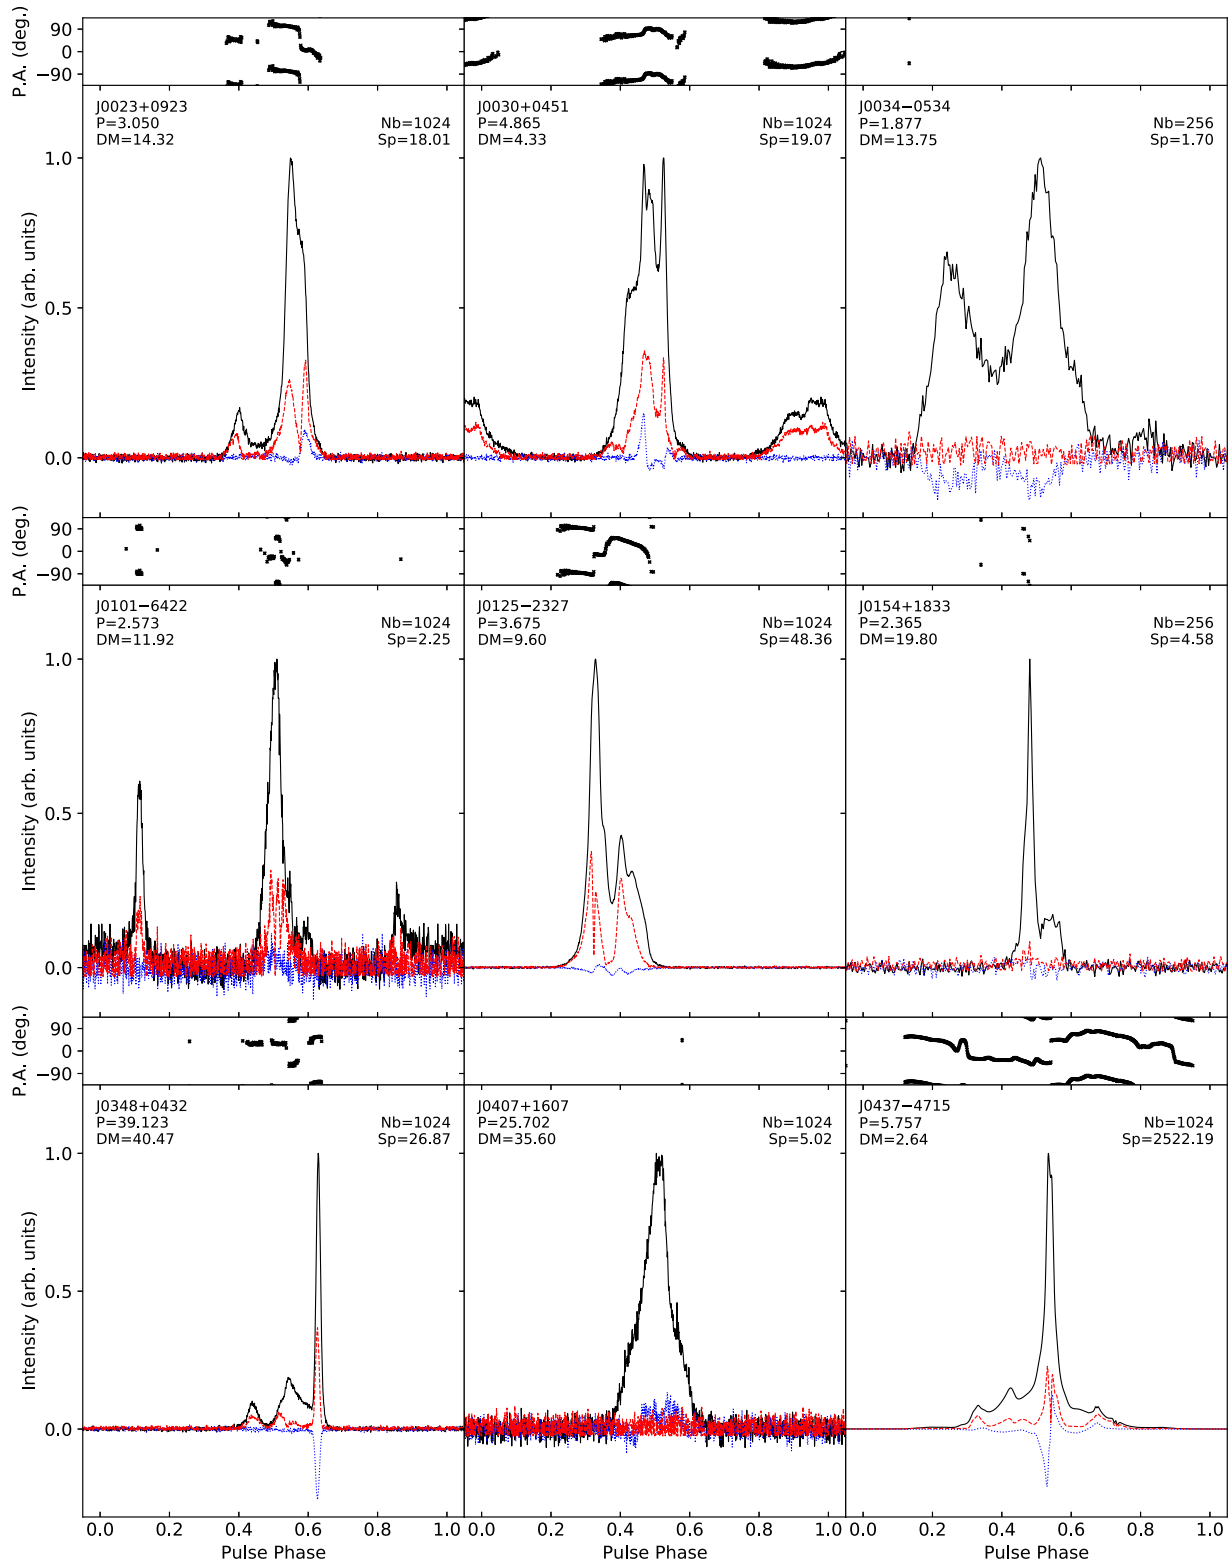 P.A. (deg.)
90
0
−90
J0023+0923
P=3.050
DM=14.32
Nb=1024
Sp=18.01
J0030+0451
P=4.865
DM=4.33
Nb=1024
Sp=19.07
J0034−0534
P=1.877
DM=13.75
Nb=256
Sp=1.70
Intensity (arb. units)
1.0
0.5
0.0
P.A. (deg.)
90
0
−90
J0101−6422
P=2.573
DM=11.92
Nb=1024
Sp=2.25
J0125−2327
P=3.675
DM=9.60
Nb=1024
Sp=48.36
J0154+1833
P=2.365
DM=19.80
Nb=256
Sp=4.58
Intensity (arb. units)
1.0
0.5
0.0
P.A. (deg.)
90
0
−90
J0348+0432
P=39.123
DM=40.47
Nb=1024
Sp=26.87
J0407+1607
P=25.702
DM=35.60
Nb=1024
Sp=5.02
J0437−4715
P=5.757
DM=2.64
Nb=1024
Sp=2522.19
Intensity (arb. units)
1.0
0.5
0.0
0.0 0.2 0.4 0.6 0.8 1.0
0.0 0.2 0.4 0.6 0.8 1.0
0.2 0.4 0.6 0.8 1.0
Pulse Phase
Pulse Phase
Pulse Phase